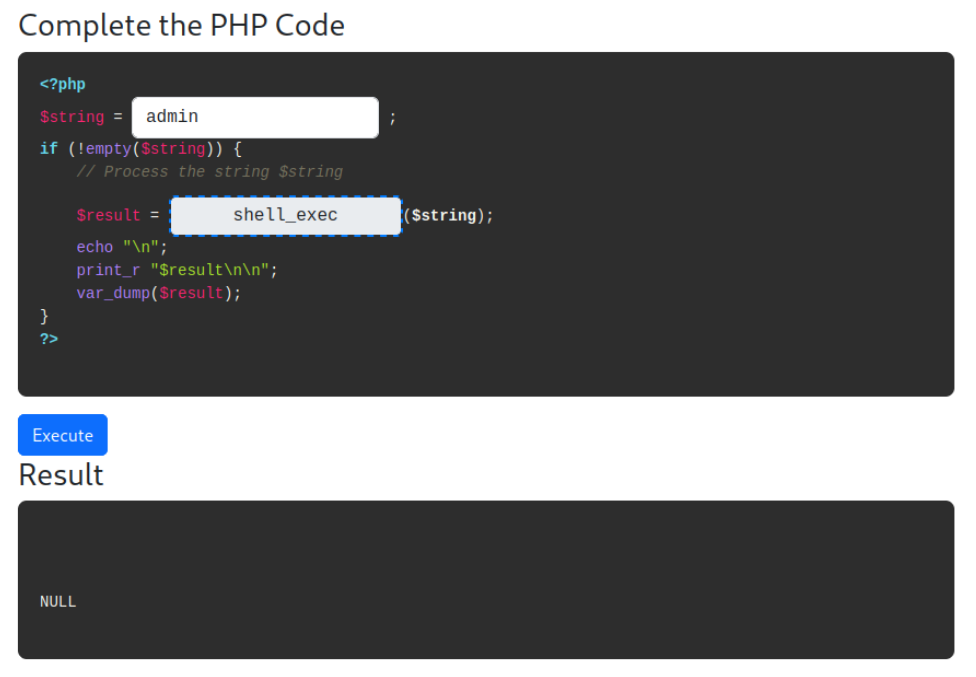 Complete the PHP Code
<?php
$string = admin ;
if (!empty($string)) {
// Process the string $string
$result = shell_exec ($string);
echo "\n";
print_r "$result\n\n";
var_dump($result);
}
?>
Execute
Result
NULL